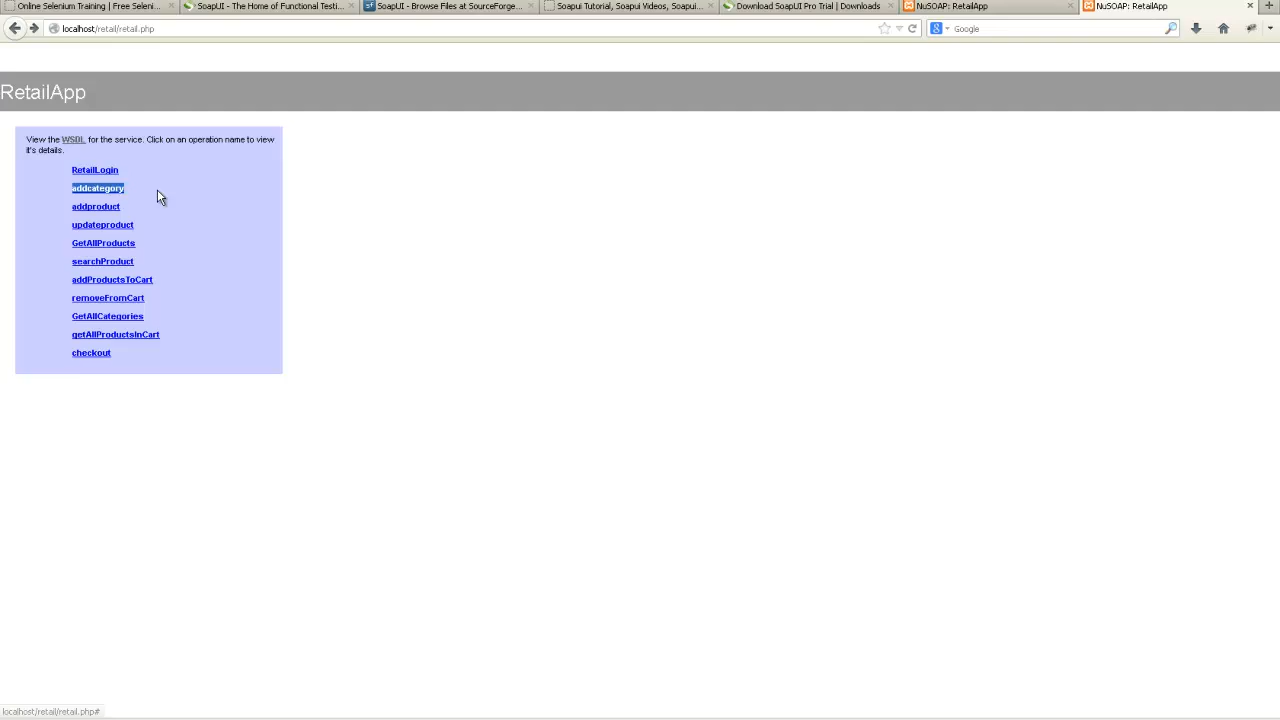 Online Selenium Training | Free Seleni...
SoapUI - The Home of Functional Testi...
SoapUI - Browse Files at SourceForge...
Soapui Tutorial, Soapui Videos, Soapui...
Download SoapUI Pro Trial | Downloads
NuSOAP: RetailApp
NuSOAP: RetailApp
localhost/retail/retail.php
Google
RetailApp
View the WSDL for the service. Click on an operation name to view
it's details.
RetailLogin
addcategory
addproduct
updateproduct
GetAllProducts
searchProduct
addProductsToCart
removeFromCart
GetAllCategories
getAllProductsInCart
checkout
localhost/retail/retail.php#